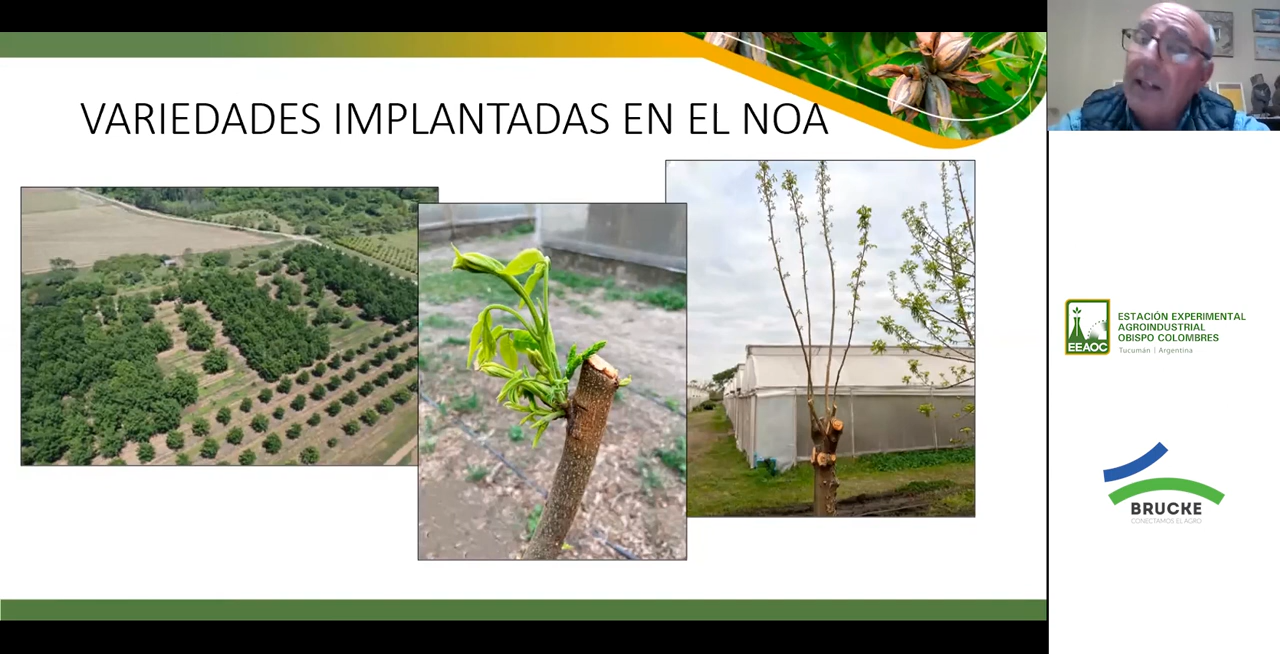 VARIEDADES IMPLANTADAS EN EL NOA
ESTACIÓN EXPERIMENTAL
AGROINDUSTRIAL
OBISPO COLOMBRES
Tucumán | Argentina
EEAOC
BRUCKE
CONECTAMOS EL AGRO